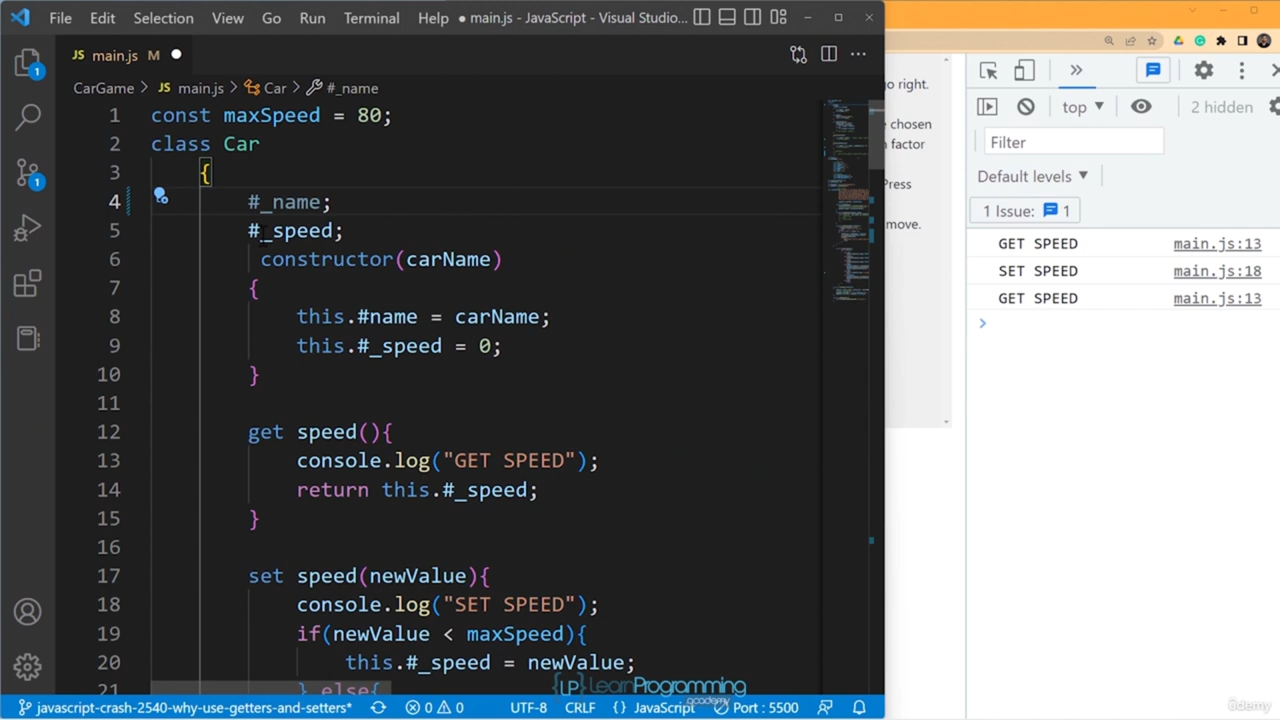 File Edit Selection View Go Run Terminal Help ● main.js - JavaScript - Visual Studio...
JS main.js M ●
CarGame > JS main.js > Car > #_name
1 const maxSpeed = 80;
2 class Car
3 {
4 #_name;
5 #_speed;
6 constructor(carName)
7 {
8 this.#name = carName;
9 this.#_speed = 0;
10 }
11
12 get speed(){
13 console.log("GET SPEED");
14 return this.#_speed;
15 }
16
17 set speed(newValue){
18 console.log("SET SPEED");
19 if(newValue < maxSpeed){
20 this.#_speed = newValue;
21 } else{
1
1
javascript-crash-2540-why-use-getters-and-setters* 0 0 UTF-8 CRLF {} JavaScript Port : 5500
{LP} LearnProgramming
academy
go right.
e chosen
n factor
Press
move.
top ▼ 2 hidden
Filter
Default levels ▼
1 Issue: 1
GET SPEED main.js:13
SET SPEED main.js:18
GET SPEED main.js:13
>
ûdemy